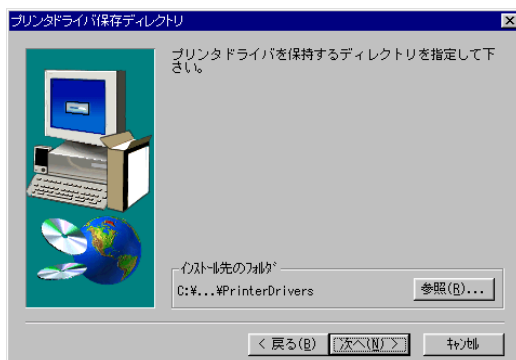 プリンタドライバ保存ディレクトリ
プリンタドライバを保持するディレクトリを指定して下
さい。
ｲﾝｽﾄｰﾙ先のﾌｫﾙﾀﾞ
C:¥...¥PrinterDrivers
参照(R)...
< 戻る(B)
次へ(N) >
ｷｬﾝｾﾙ